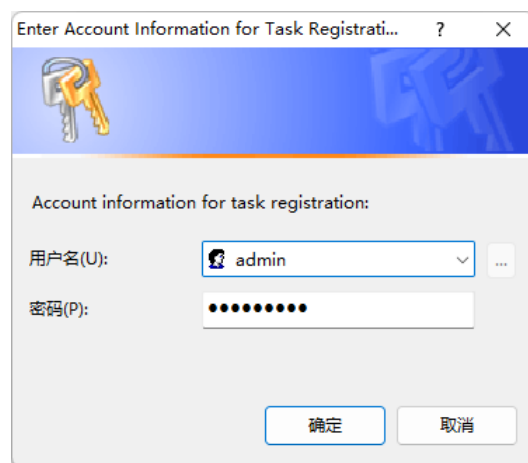 Enter Account Information for Task Registrati...
Account information for task registration:
用户名(U): admin ...
密码(P): ●●●●●●●●●
确定 取消